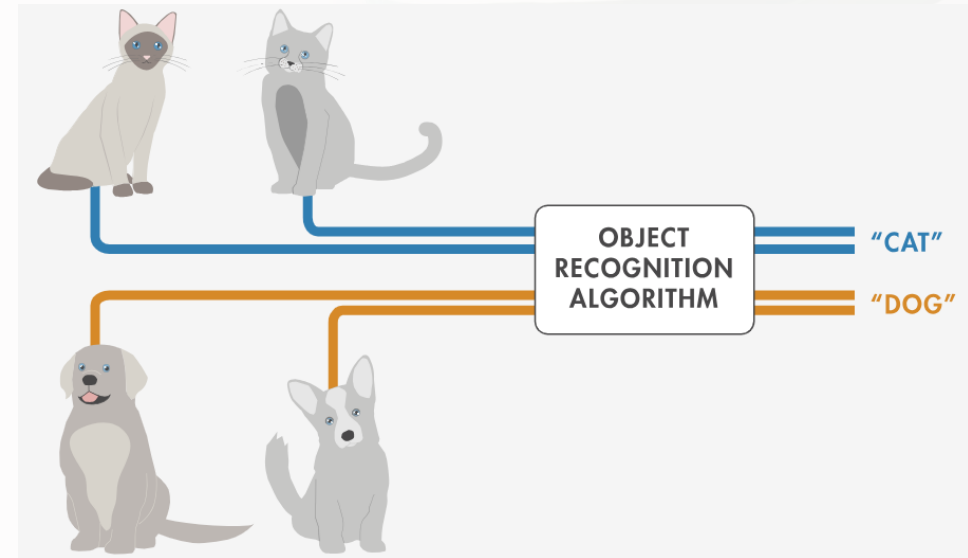 OBJECT
RECOGNITION
ALGORITHM
“CAT”
“DOG”